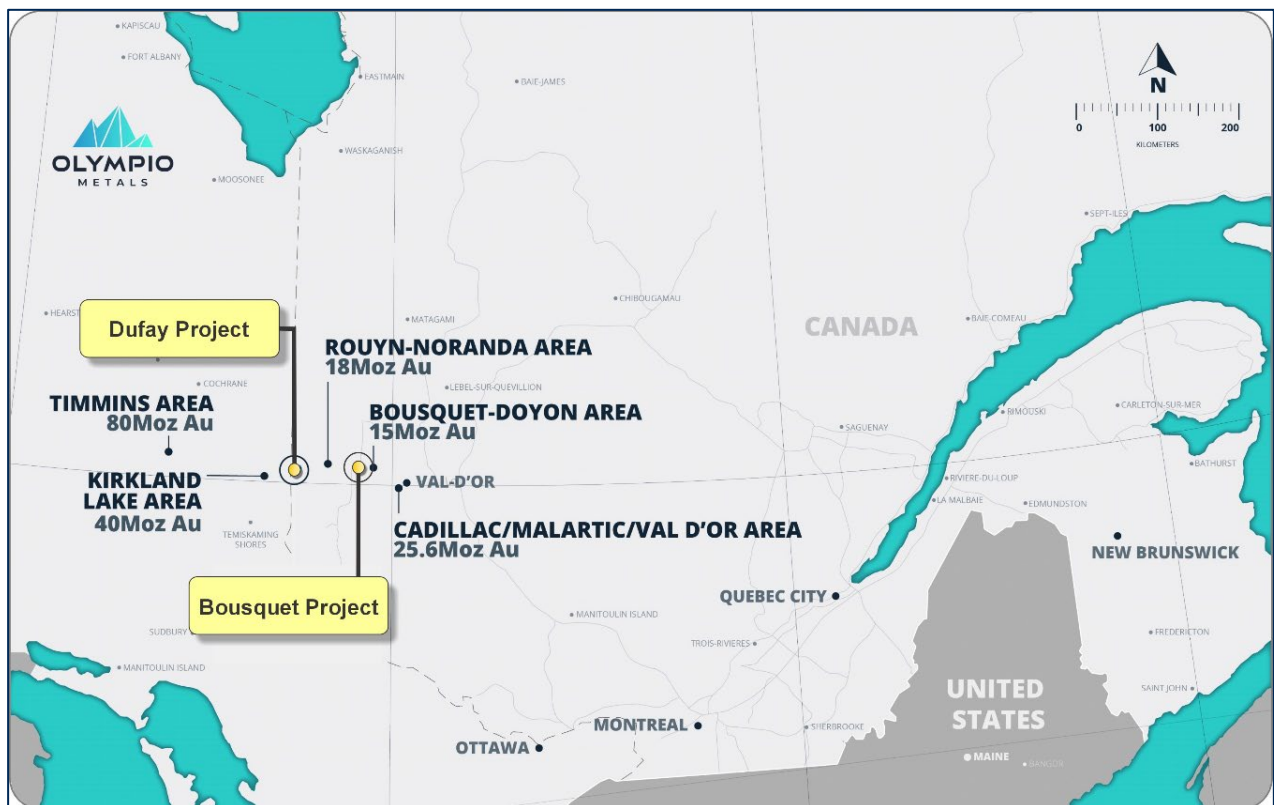 KAPISCAU
FORT ALBANY
EASTMAIN
BAIE-JAMES
N
0 100 200
KILOMETERS
OLYMPIO
METALS
WASKAGANISH
MOOSONEE
SEPT-ILES
HEARST
Dufay Project
MATAGAMI
CHIBOUGAMAU
CANADA
BAIE-COMEAU
ROUYN-NORANDA AREA
18Moz Au
COCHRANE
LEBEL-SUR-QUEVILLION
TIMMINS AREA
80Moz Au
BOUSQUET-DOYON AREA
15Moz Au
RIMOUSKI
CARLETON-SUR-MER
SAGUENAY
BATHURST
KIRKLAND
LAKE AREA
40Moz Au
VAL-D'OR
RIVIERE-DU-LOUP
LA MALBAIE
EDMUNDSTON
TEMISKAMING
SHORES
CADILLAC/MALARTIC/VAL D'OR AREA
25.6Moz Au
NEW BRUNSWICK
Bousquet Project
QUEBEC CITY
MANITOULIN ISLAND
SUDBURY
TROIS-RIVIERES
FREDERICTON
MANITOULIN ISLAND
UNITED
STATES
SAINT JOHN
MONTREAL
SHERBROOKE
OTTAWA
MAINE
BANGOR